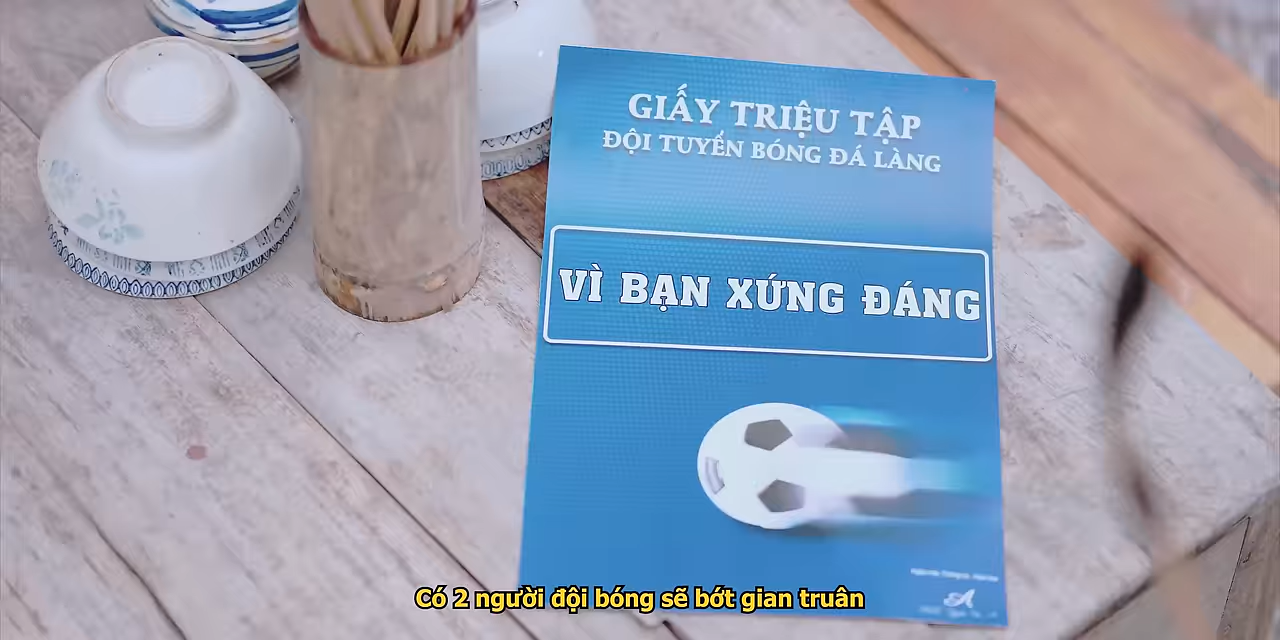 GIẤY TRIỆU TẬP
ĐỘI TUYỂN BÓNG ĐÁ LÀNG
VÌ BẠN XỨNG ĐÁNG
Có 2 người đội bóng sẽ bớt gian truân